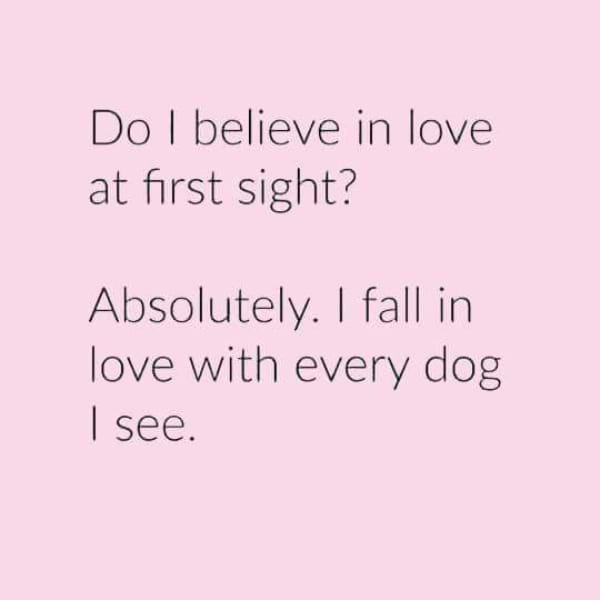 Do I believe in love
at first sight?
Absolutely. I fall in
love with every dog
I see.